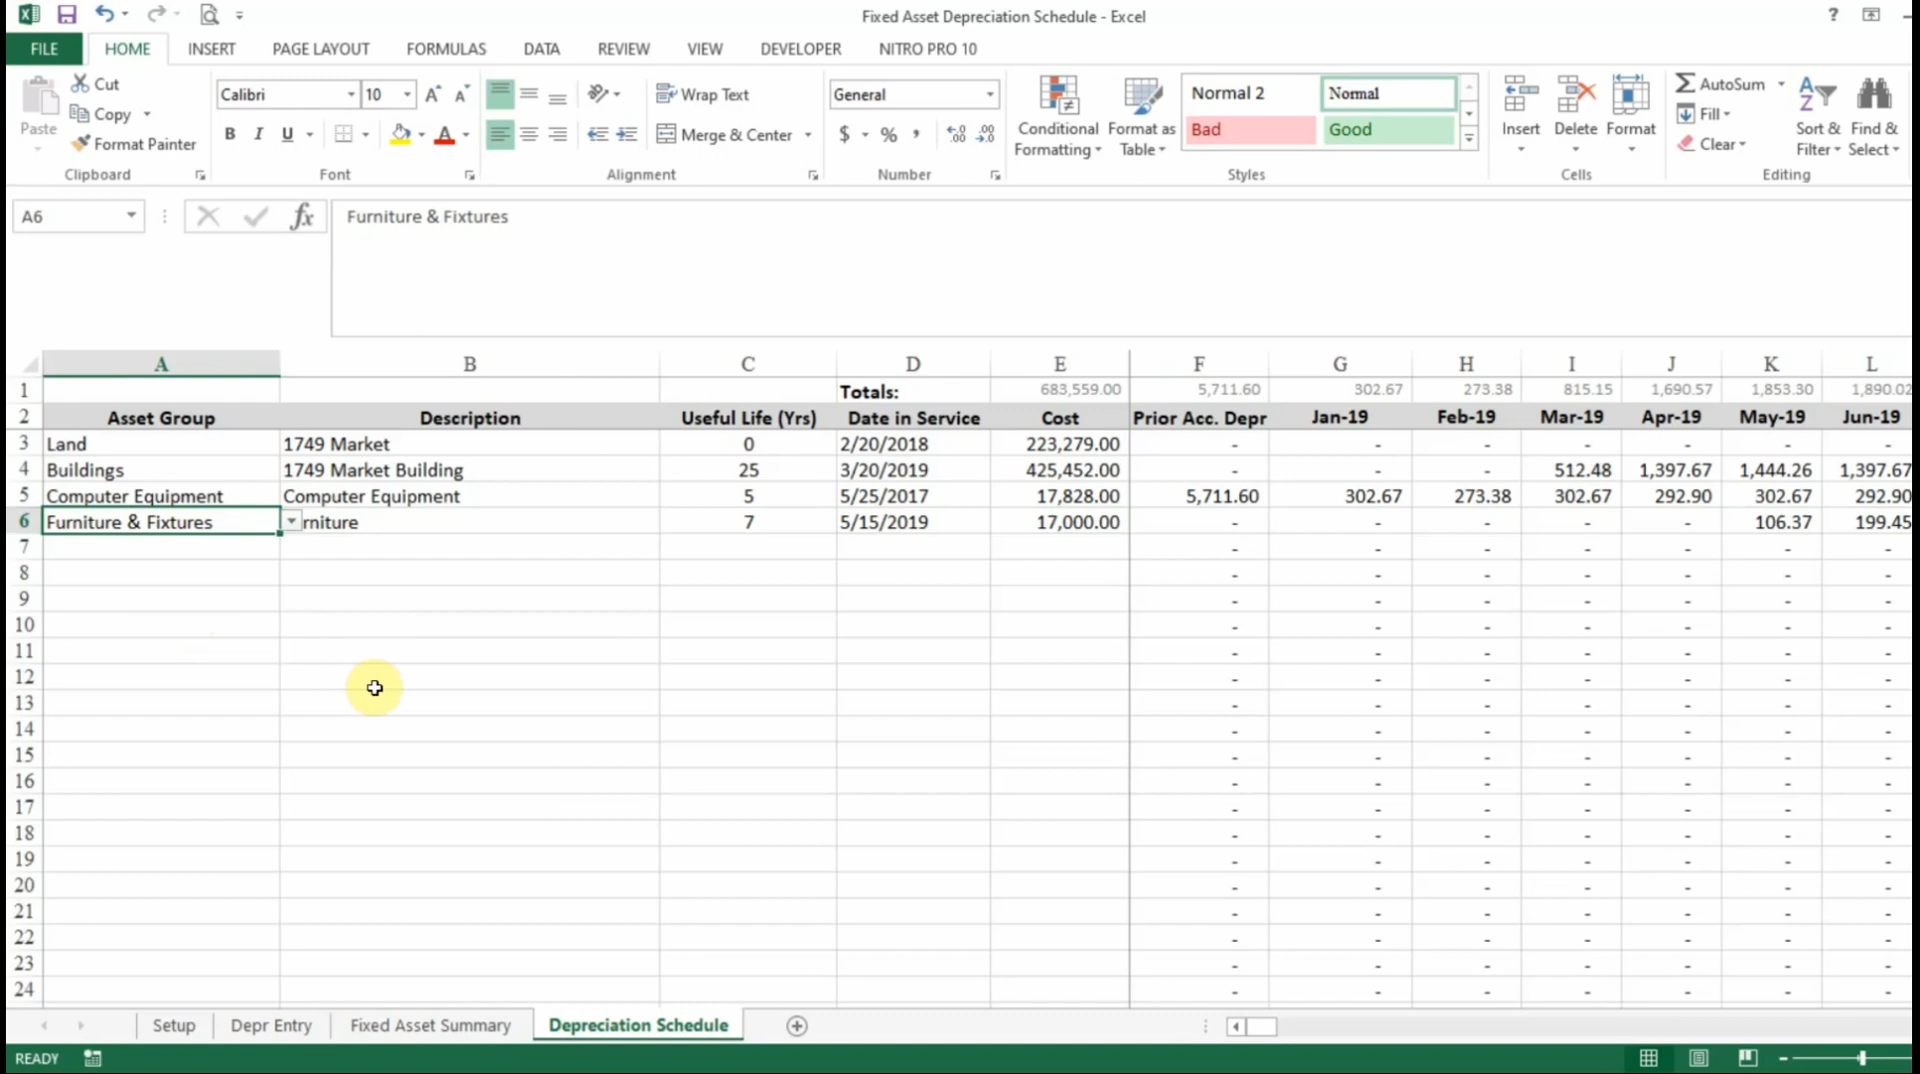 Fixed Asset Depreciation Schedule - Excel ?
FILE HOME INSERT PAGE LAYOUT FORMULAS DATA REVIEW VIEW DEVELOPER NITRO PRO 10
Paste
Cut
Copy
Format Painter
Clipboard
Calibri 10
B I U
Font
Wrap Text
Merge & Center
Alignment
General
$ % ,
Number
Conditional
Formatting
Format as
Table
Normal 2 Normal
Bad Good
Styles
Insert Delete Format
Cells
AutoSum
Fill
Clear
Sort &
Filter
Find &
Select
Editing
A6 fx Furniture & Fixtures
A B C D E F G H I J K L
1 Totals: 683,559.00 5,711.60 302.67 273.38 815.15 1,690.57 1,853.30 1,890.02
2 Asset Group Description Useful Life (Yrs) Date in Service Cost Prior Acc. Depr Jan-19 Feb-19 Mar-19 Apr-19 May-19 Jun-19
3 Land 1749 Market 0 2/20/2018 223,279.00 - - - - - - -
4 Buildings 1749 Market Building 25 3/20/2019 425,452.00 - - - 512.48 1,397.67 1,444.26 1,397.67
5 Computer Equipment Computer Equipment 5 5/25/2017 17,828.00 5,711.60 302.67 273.38 302.67 292.90 302.67 292.90
6 Furniture & Fixtures rniture 7 5/15/2019 17,000.00 - - - - - 106.37 199.45
7 - - - - - - -
8 - - - - - - -
9 - - - - - - -
10 - - - - - - -
11 - - - - - - -
12 - - - - - - -
13 - - - - - - -
14 - - - - - - -
15 - - - - - - -
16 - - - - - - -
17 - - - - - - -
18 - - - - - - -
19 - - - - - - -
20 - - - - - - -
21 - - - - - - -
22 - - - - - - -
23 - - - - - - -
24 - - - - - - -
Setup Depr Entry Fixed Asset Summary Depreciation Schedule
READY